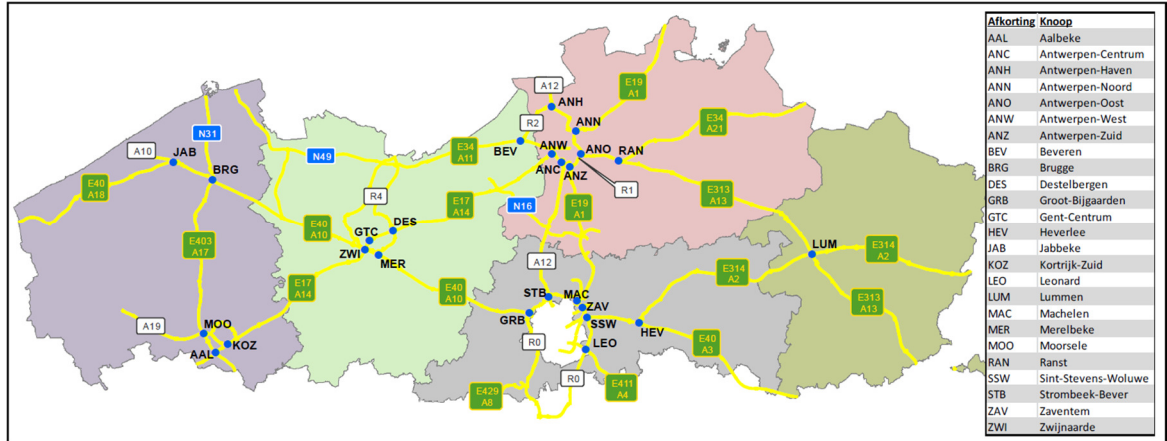 A12
ANH
E19
A1
ANN
R2
E34
A21
N31
A10
JAB
N49
E34
A11
BEV
ANW
ANO
RAN
BRG
ANC
ANZ
R1
E40
A18
R4
E17
A14
N16
E19
A1
E313
A13
DES
E40
A10
GTC
E403
A17
ZWI
MER
LUM
E314
A2
A12
E314
A2
E17
A14
E40
A10
STB
MAC
ZAV
E313
A13
A19
MOO
GRB
SSW
HEV
KOZ
AAL
R0
LEO
E40
A3
R0
E429
A8
E411
A4
Afkorting Knoop
AAL Aalbeke
ANC Antwerpen-Centrum
ANH Antwerpen-Haven
ANN Antwerpen-Noord
ANO Antwerpen-Oost
ANW Antwerpen-West
ANZ Antwerpen-Zuid
BEV Beveren
BRG Brugge
DES Destelbergen
GRB Groot-Bijgaarden
GTC Gent-Centrum
HEV Heverlee
JAB Jabbeke
KOZ Kortrijk-Zuid
LEO Leonard
LUM Lummen
MAC Machelen
MER Merelbeke
MOO Moorsele
RAN Ranst
SSW Sint-Stevens-Woluwe
STB Strombeek-Bever
ZAV Zaventem
ZWI Zwijnaarde